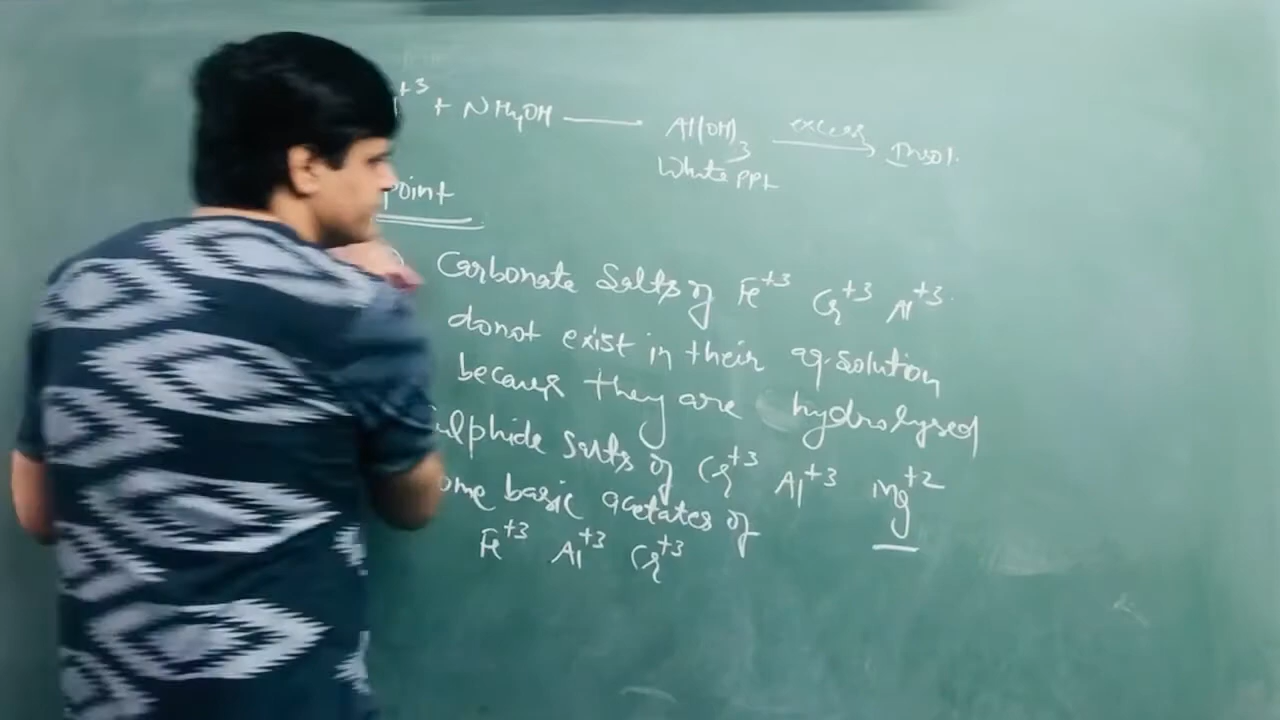 +3 + NH4OH ——— Al(OH)3 excess→ Insol.
White ppt
Point
Carbonate Salts of Fe+3 Cr+3 Al+3.
donot exist in their aq. solution
because they are hydrolysed
ulphide salts of Cr+3 Al+3 Mg+2
ome basic acetates of
Fe+3 Al+3 Cr+3